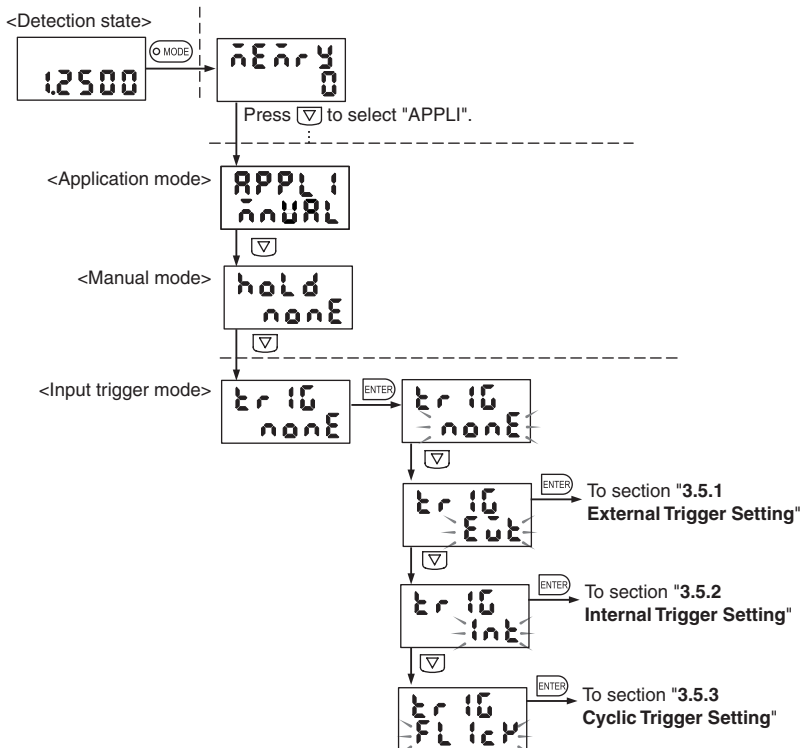 <Detection state>
1.2500
MODE
mEmrY
0
Press ▽ to select "APPLI".
<Application mode>
APPLI
mnUAL
<Manual mode>
hoLd
nonE
<Input trigger mode>
trIG
nonE
ENTER
trIG
nonE
trIG
ENTER
To section "3.5.1
External Trigger Setting"
trIG
Int
ENTER
To section "3.5.2
Internal Trigger Setting"
trIG
FLIcK
ENTER
To section "3.5.3
Cyclic Trigger Setting"